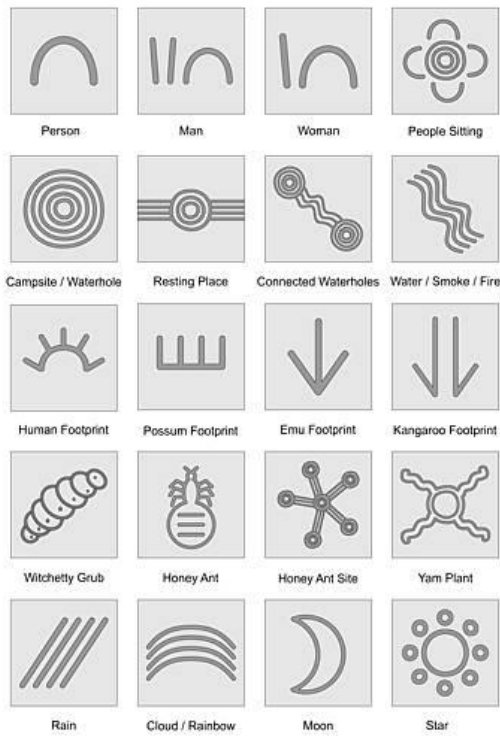 Person
Man
Woman
People Sitting
Campsite / Waterhole
Resting Place
Connected Waterholes
Water / Smoke / Fire
Human Footprint
Possum Footprint
Emu Footprint
Kangaroo Footprint
Witchetty Grub
Honey Ant
Honey Ant Site
Yam Plant
Rain
Cloud / Rainbow
Moon
Star